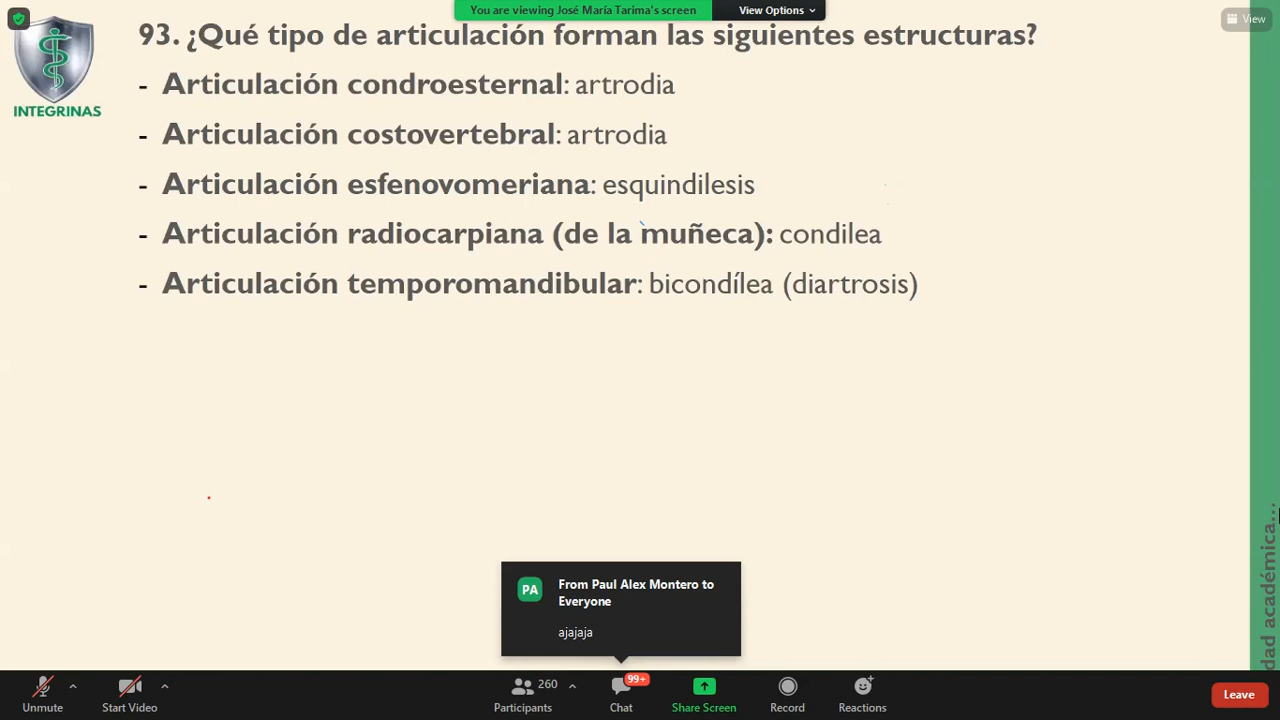 You are viewing José María Tarima's screen
View Options
View
INTEGRINAS
93. ¿Qué tipo de articulación forman las siguientes estructuras?
- Articulación condroesternal: artrodia
- Articulación costovertebral: artrodia
- Articulación esfenovomeriana: esquindilesis
- Articulación radiocarpiana (de la muñeca): condilea
- Articulación temporomandibular: bicondílea (diartrosis)
dad académica...
PA
From Paul Alex Montero to
Everyone
ajajaja
Unmute
Start Video
260
Participants
99+
Chat
Share Screen
Record
Reactions
Leave